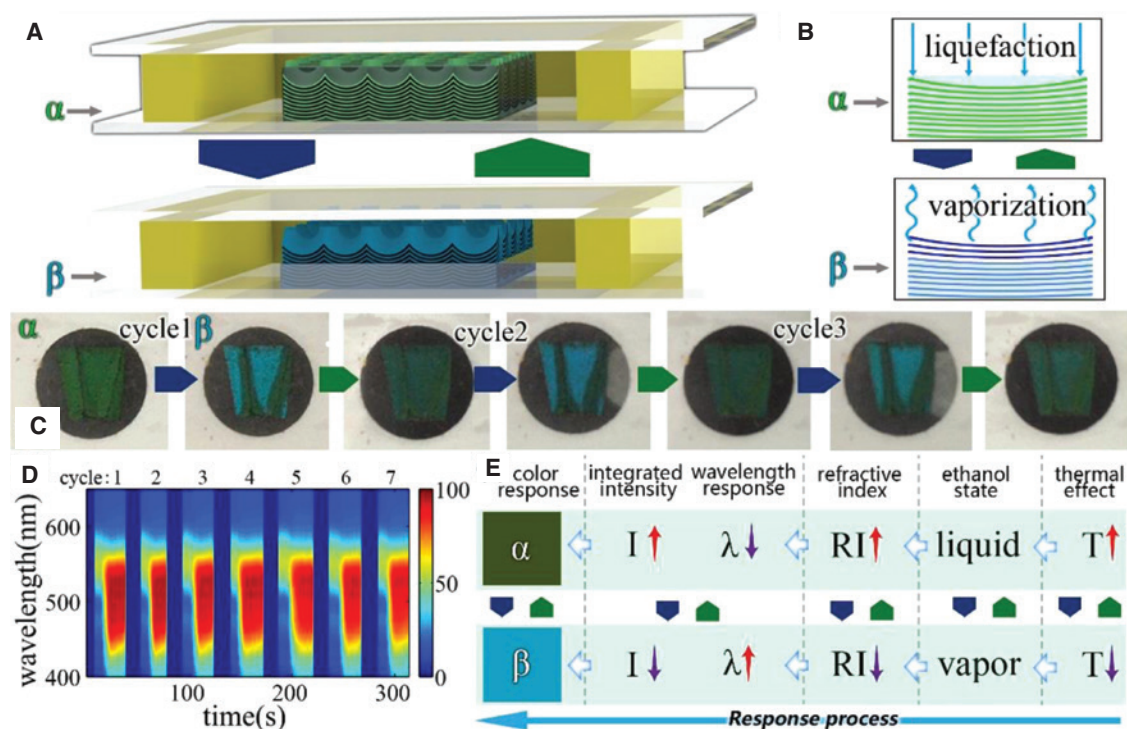 A
α
β
B
liquefaction
α
vaporization
β
α
cycle1
β
cycle2
cycle3
C
D
cycle: 1 2 3 4 5 6 7
wavelength(nm)
600
500
400
100 200 300
time(s)
100
50
0
E
color response
integrated intensity
wavelength response
refractive index
ethanol state
thermal effect
α
I
λ
RI
liquid
T
β
I
λ
RI
vapor
T
Response process